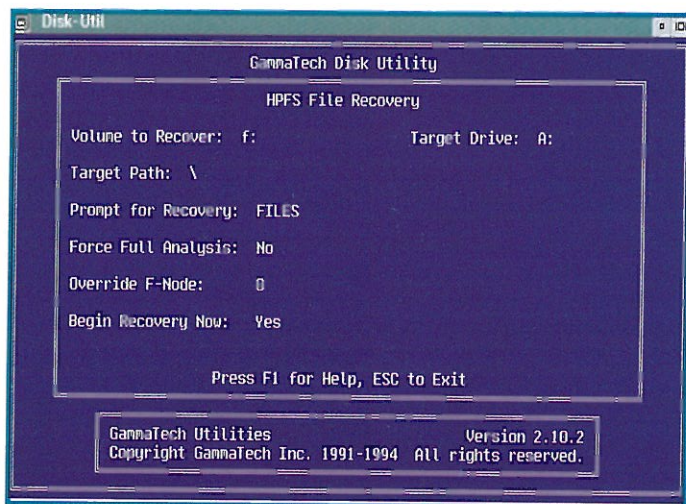 Disk-Util
GammaTech Disk Utility
HPFS File Recovery
Volume to Recover: f: Target Drive: A:
Target Path: \
Prompt for Recovery: FILES
Force Full Analysis: No
Override F-Node: 0
Begin Recovery Now: Yes
Press F1 for Help, ESC to Exit
GammaTech Utilities Version 2.10.2
Copyright GammaTech Inc. 1991-1994 All rights reserved.